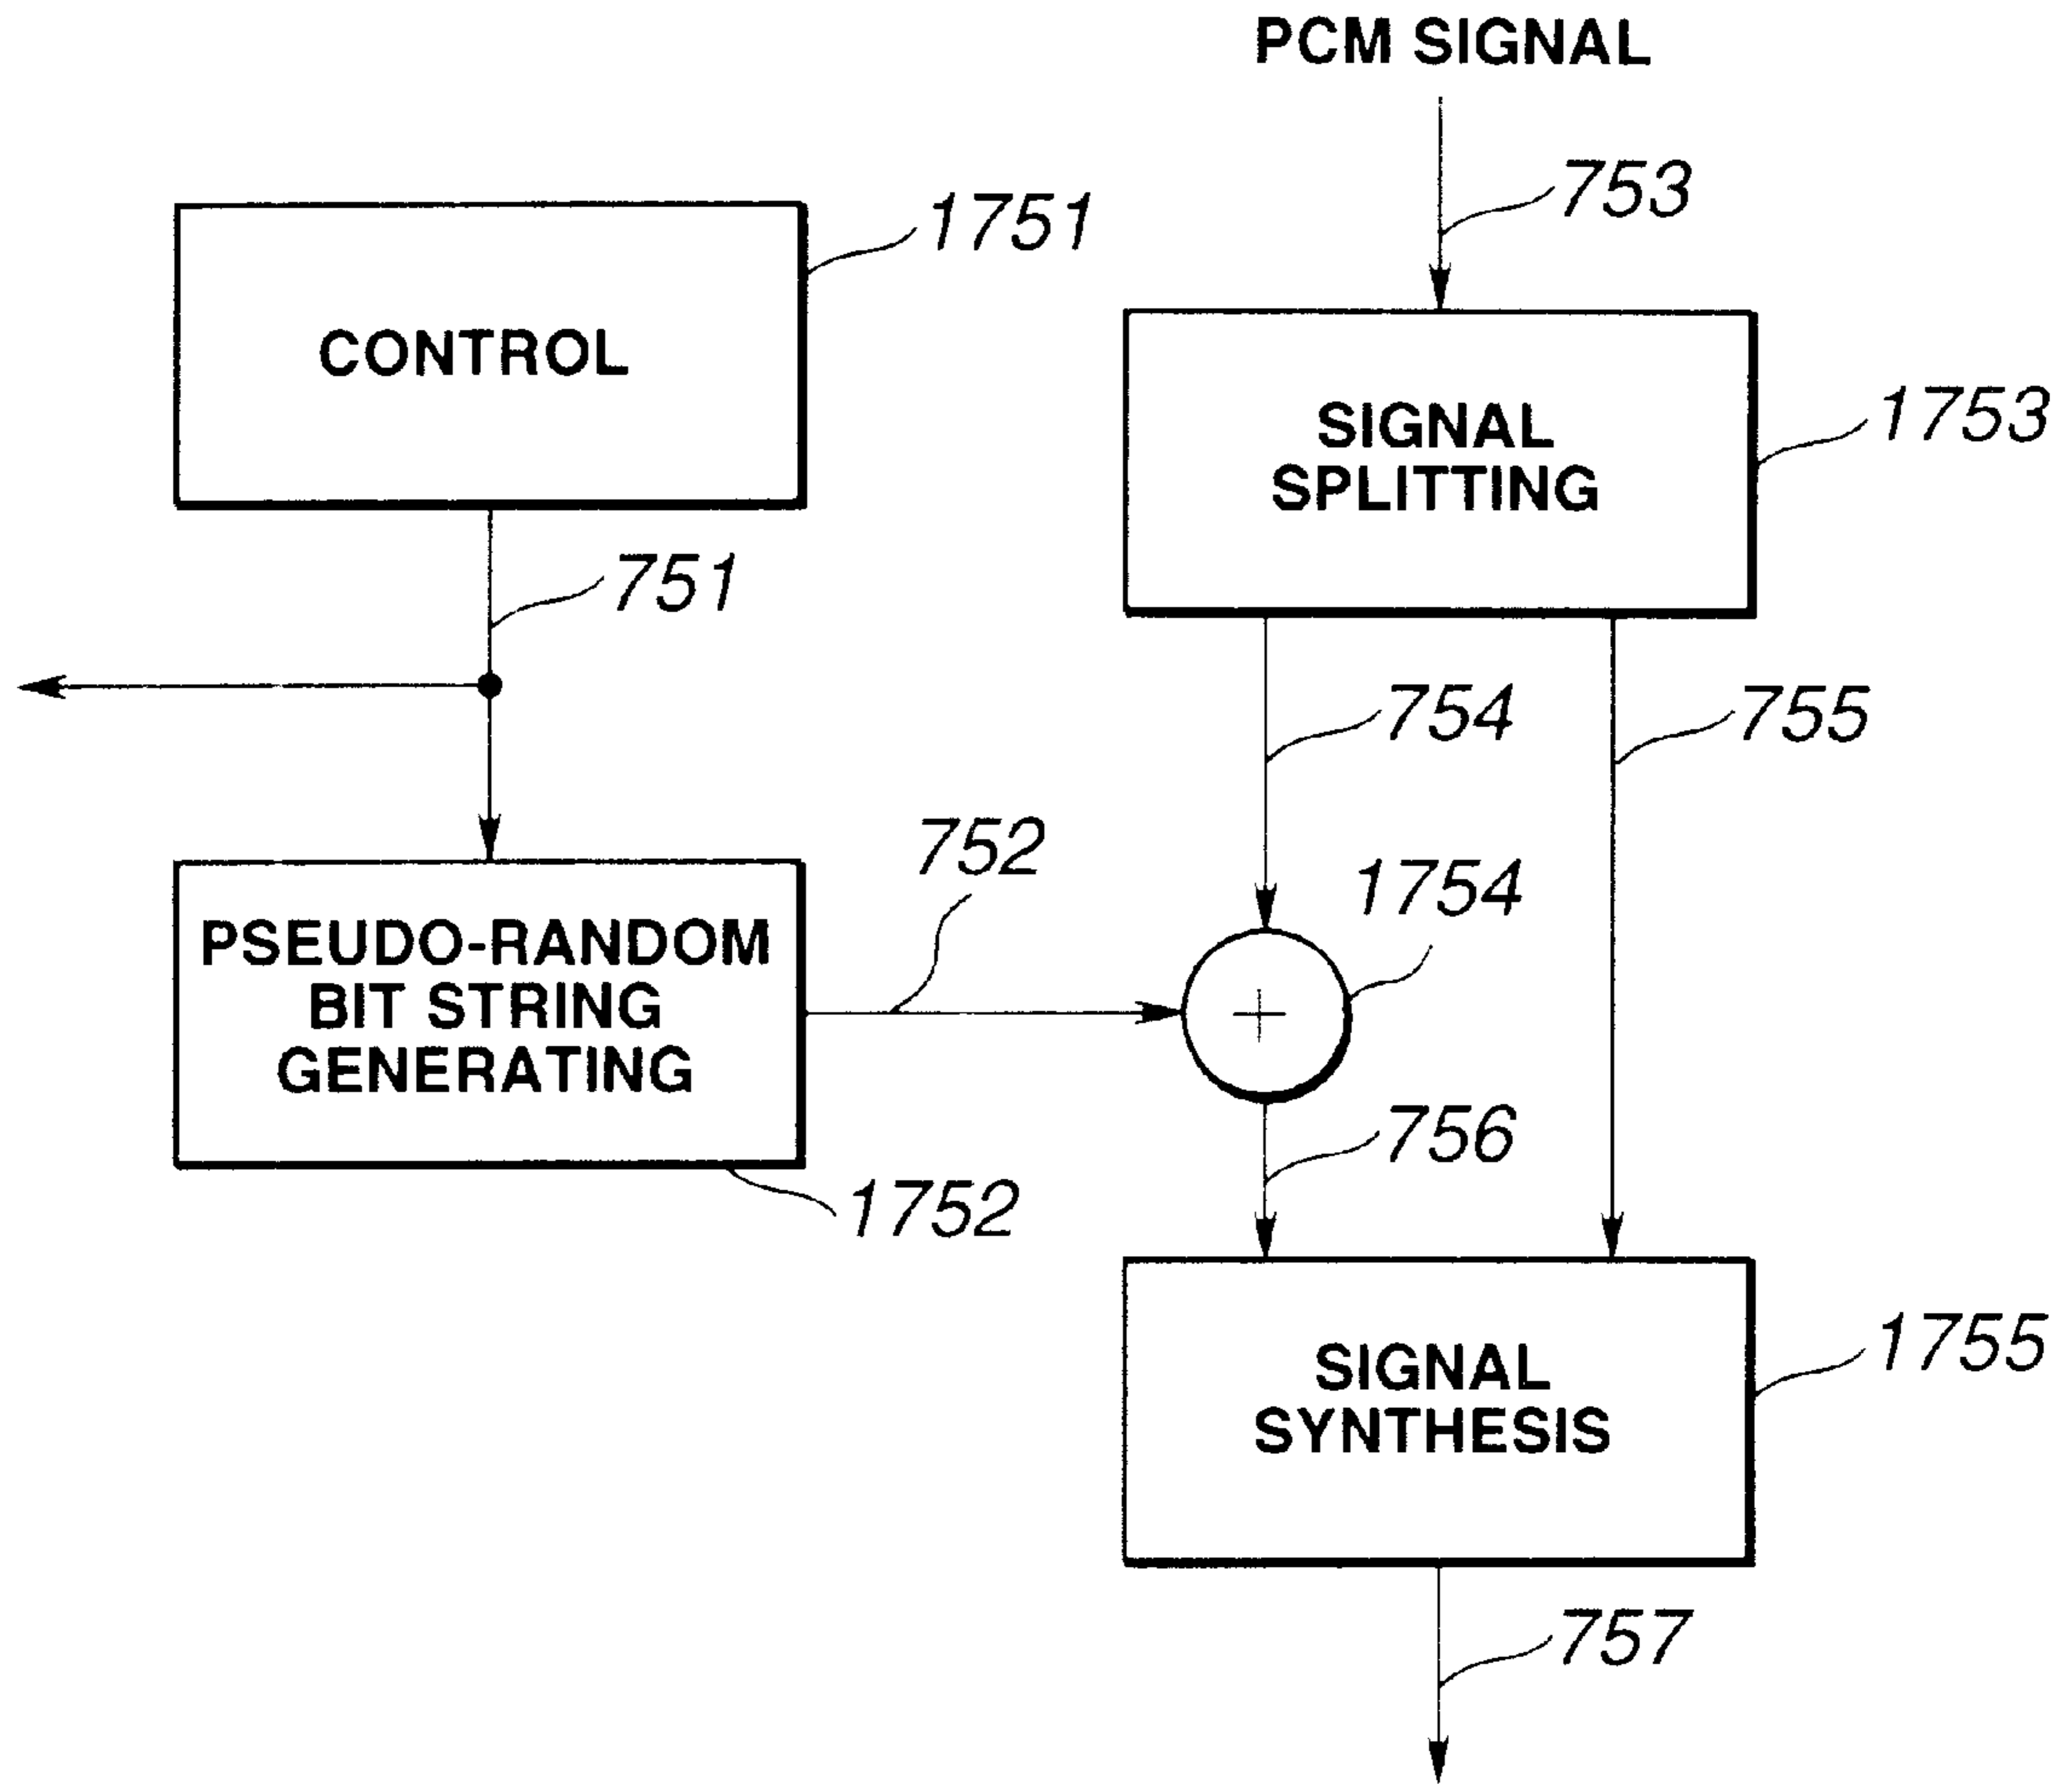 PCM SIGNAL
753
1751
CONTROL
1753
SIGNAL
SPLITTING
751
754
755
752
1754
PSEUDO-RANDOM
BIT STRING
GENERATING
756
1752
1755
SIGNAL
SYNTHESIS
757